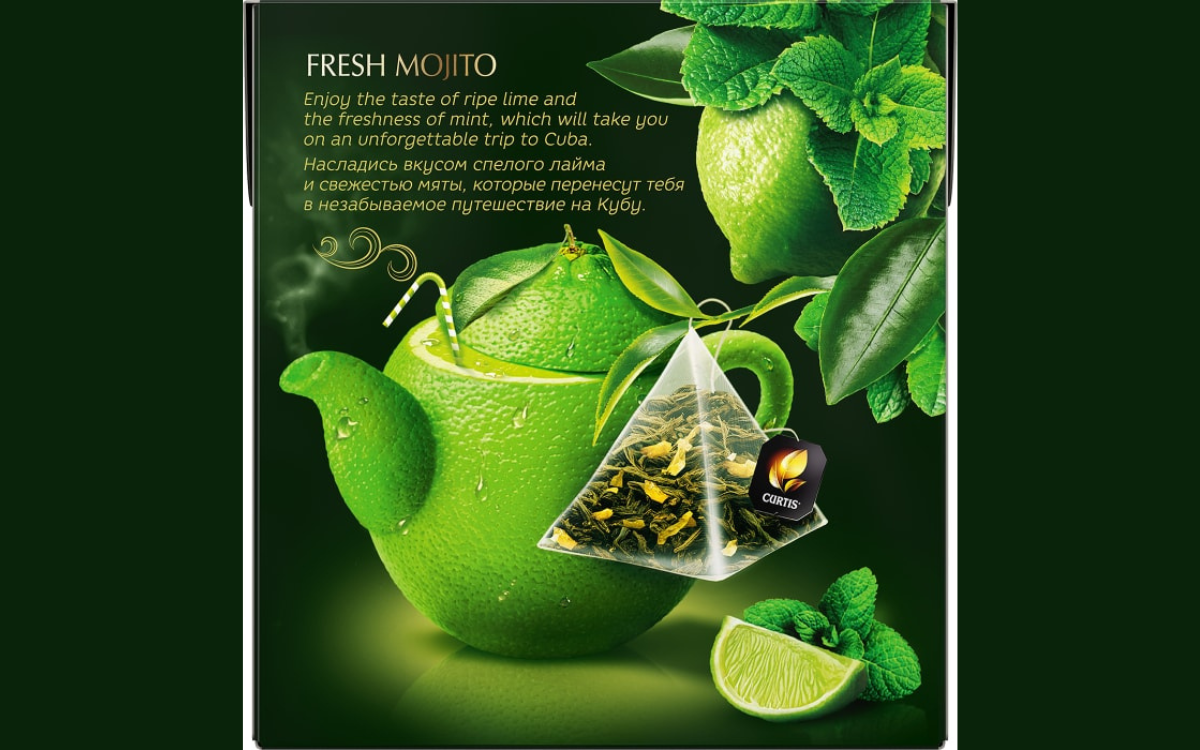 FRESH MOJITO
Enjoy the taste of ripe lime and
the freshness of mint, which will take you
on an unforgettable trip to Cuba.
Насладись вкусом спелого лайма
и свежестью мяты, которые перенесут тебя
в незабываемое путешествие на Кубу.
CURTIS